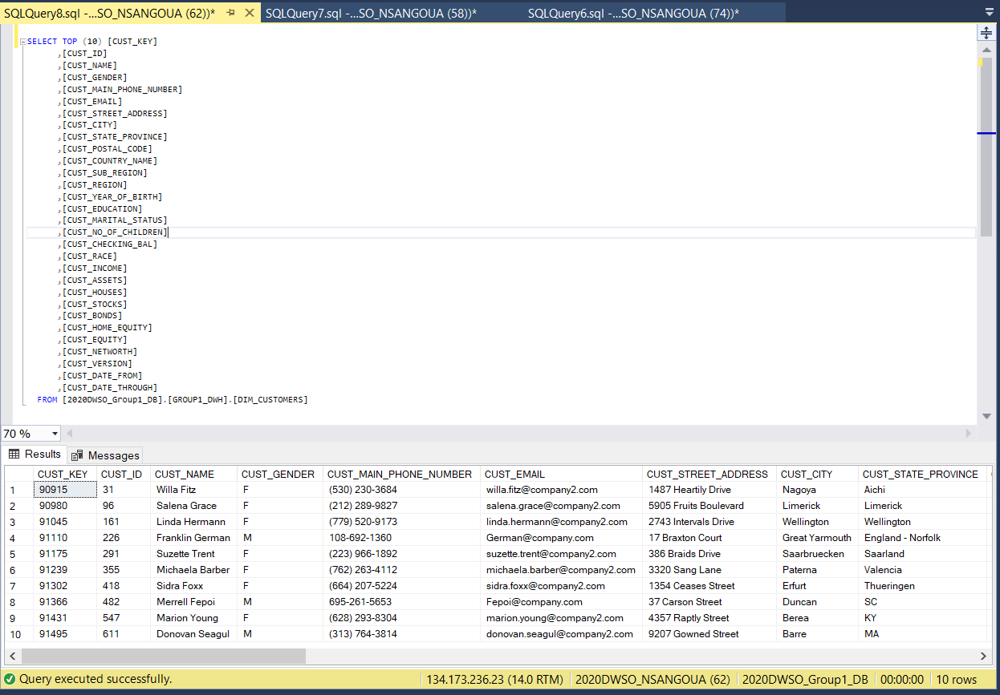 SQLQuery8.sql -...SO_NSANGOUA (62))* SQLQuery7.sql -...SO_NSANGOUA (58))* SQLQuery6.sql -...SO_NSANGOUA (74))*
SELECT TOP (10) [CUST_KEY]
,[CUST_ID]
,[CUST_NAME]
,[CUST_GENDER]
,[CUST_MAIN_PHONE_NUMBER]
,[CUST_EMAIL]
,[CUST_STREET_ADDRESS]
,[CUST_CITY]
,[CUST_STATE_PROVINCE]
,[CUST_POSTAL_CODE]
,[CUST_COUNTRY_NAME]
,[CUST_SUB_REGION]
,[CUST_REGION]
,[CUST_YEAR_OF_BIRTH]
,[CUST_EDUCATION]
,[CUST_MARITAL_STATUS]
,[CUST_NO_OF_CHILDREN]
,[CUST_CHECKING_BAL]
,[CUST_RACE]
,[CUST_INCOME]
,[CUST_ASSETS]
,[CUST_HOUSES]
,[CUST_STOCKS]
,[CUST_BONDS]
,[CUST_HOME_EQUITY]
,[CUST_EQUITY]
,[CUST_NETWORTH]
,[CUST_VERSION]
,[CUST_DATE_FROM]
,[CUST_DATE_THROUGH]
FROM [2020DWSO_Group1_DB].[GROUP1_DWH].[DIM_CUSTOMERS]
70 %
Results Messages
CUST_KEY CUST_ID CUST_NAME CUST_GENDER CUST_MAIN_PHONE_NUMBER CUST_EMAIL CUST_STREET_ADDRESS CUST_CITY CUST_STATE_PROVINCE
1 90915 31 Willa Fitz F (530) 230-3684 willa.fitz@company2.com 1487 Heartily Drive Nagoya Aichi
2 90980 96 Salena Grace F (212) 289-9827 salena.grace@company2.com 5905 Fruits Boulevard Limerick Limerick
3 91045 161 Linda Hermann F (779) 520-9173 linda.hermann@company2.com 2743 Intervals Drive Wellington Wellington
4 91110 226 Franklin German M 108-692-1360 German@company.com 17 Braxton Court Great Yarmouth England - Norfolk
5 91175 291 Suzette Trent F (223) 966-1892 suzette.trent@company2.com 386 Braids Drive Saarbruecken Saarland
6 91239 355 Michaela Barber F (762) 263-4112 michaela.barber@company2.com 3320 Sang Lane Paterna Valencia
7 91302 418 Sidra Foxx F (664) 207-5224 sidra.foxx@company2.com 1354 Ceases Street Erfurt Thueringen
8 91366 482 Merrell Fepoi M 695-261-5653 Fepoi@company.com 37 Carson Street Duncan SC
9 91431 547 Marion Young F (628) 293-8304 marion.young@company2.com 4357 Raptly Street Berea KY
10 91495 611 Donovan Seagul M (313) 764-3814 donovan.seagul@company2.com 9207 Gowned Street Barre MA
Query executed successfully. 134.173.236.23 (14.0 RTM) 2020DWSO_NSANGOUA (62) 2020DWSO_Group1_DB 00:00:00 10 rows